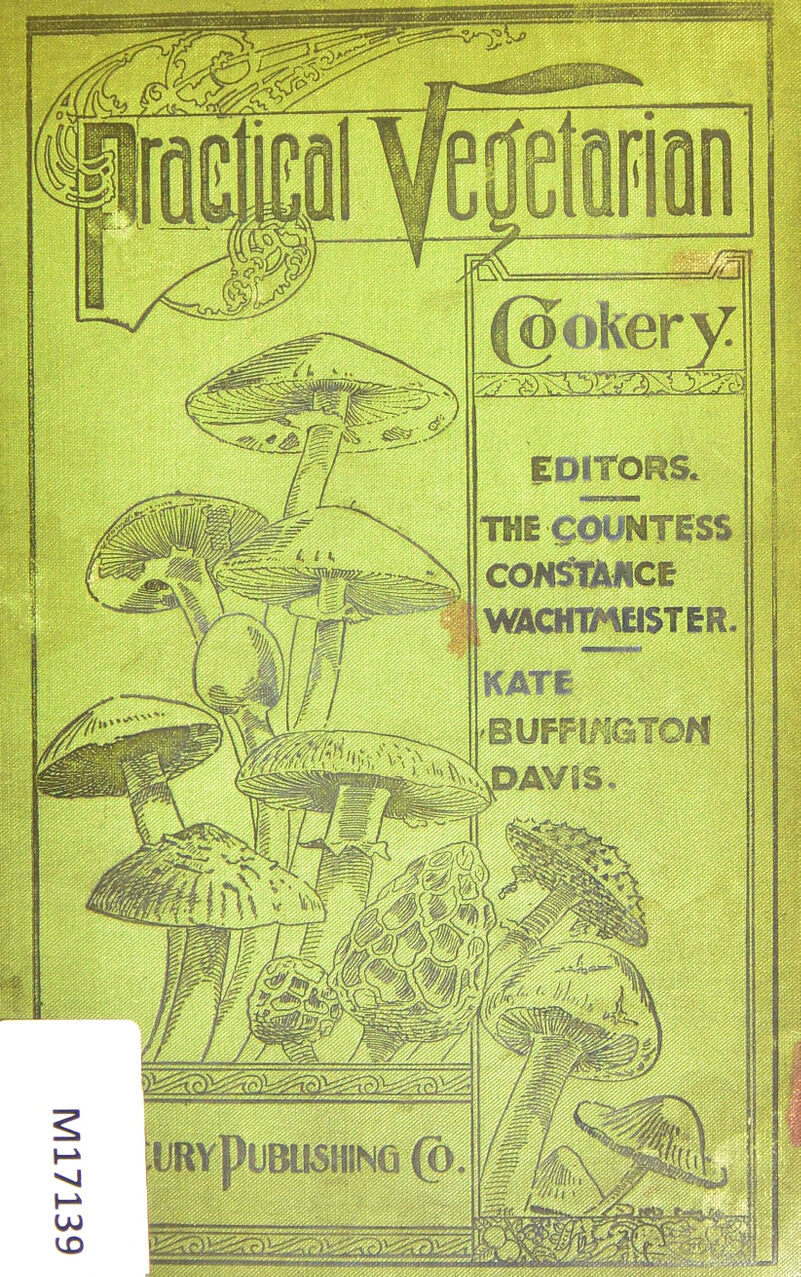 Practical Vegetarian
Cookery.
EDITORS.
THE COUNTESS
CONSTANCE
WACHTMEISTER.
KATE
BUFFINGTON
DAVIS.
URY PUBLISHING CO.
M17139